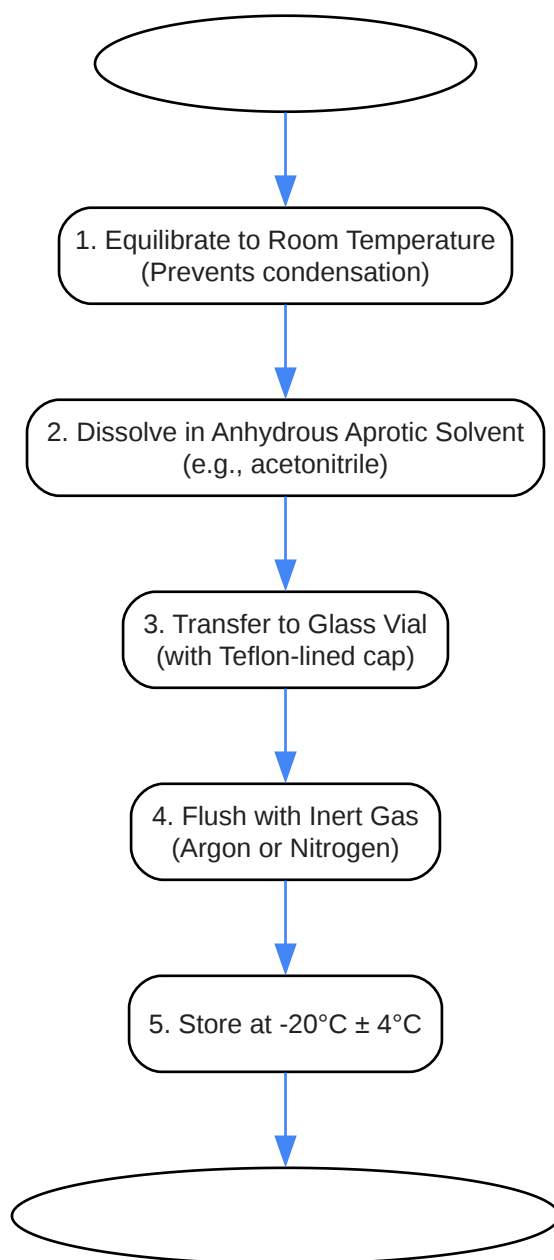 1. Equilibrate to Room Temperature
(Prevents condensation)
2. Dissolve in Anhydrous Aprotic Solvent
(e.g., acetonitrile)
3. Transfer to Glass Vial
(with Teflon-lined cap)
4. Flush with Inert Gas
(Argon or Nitrogen)
5. Store at -20°C ± 4°C